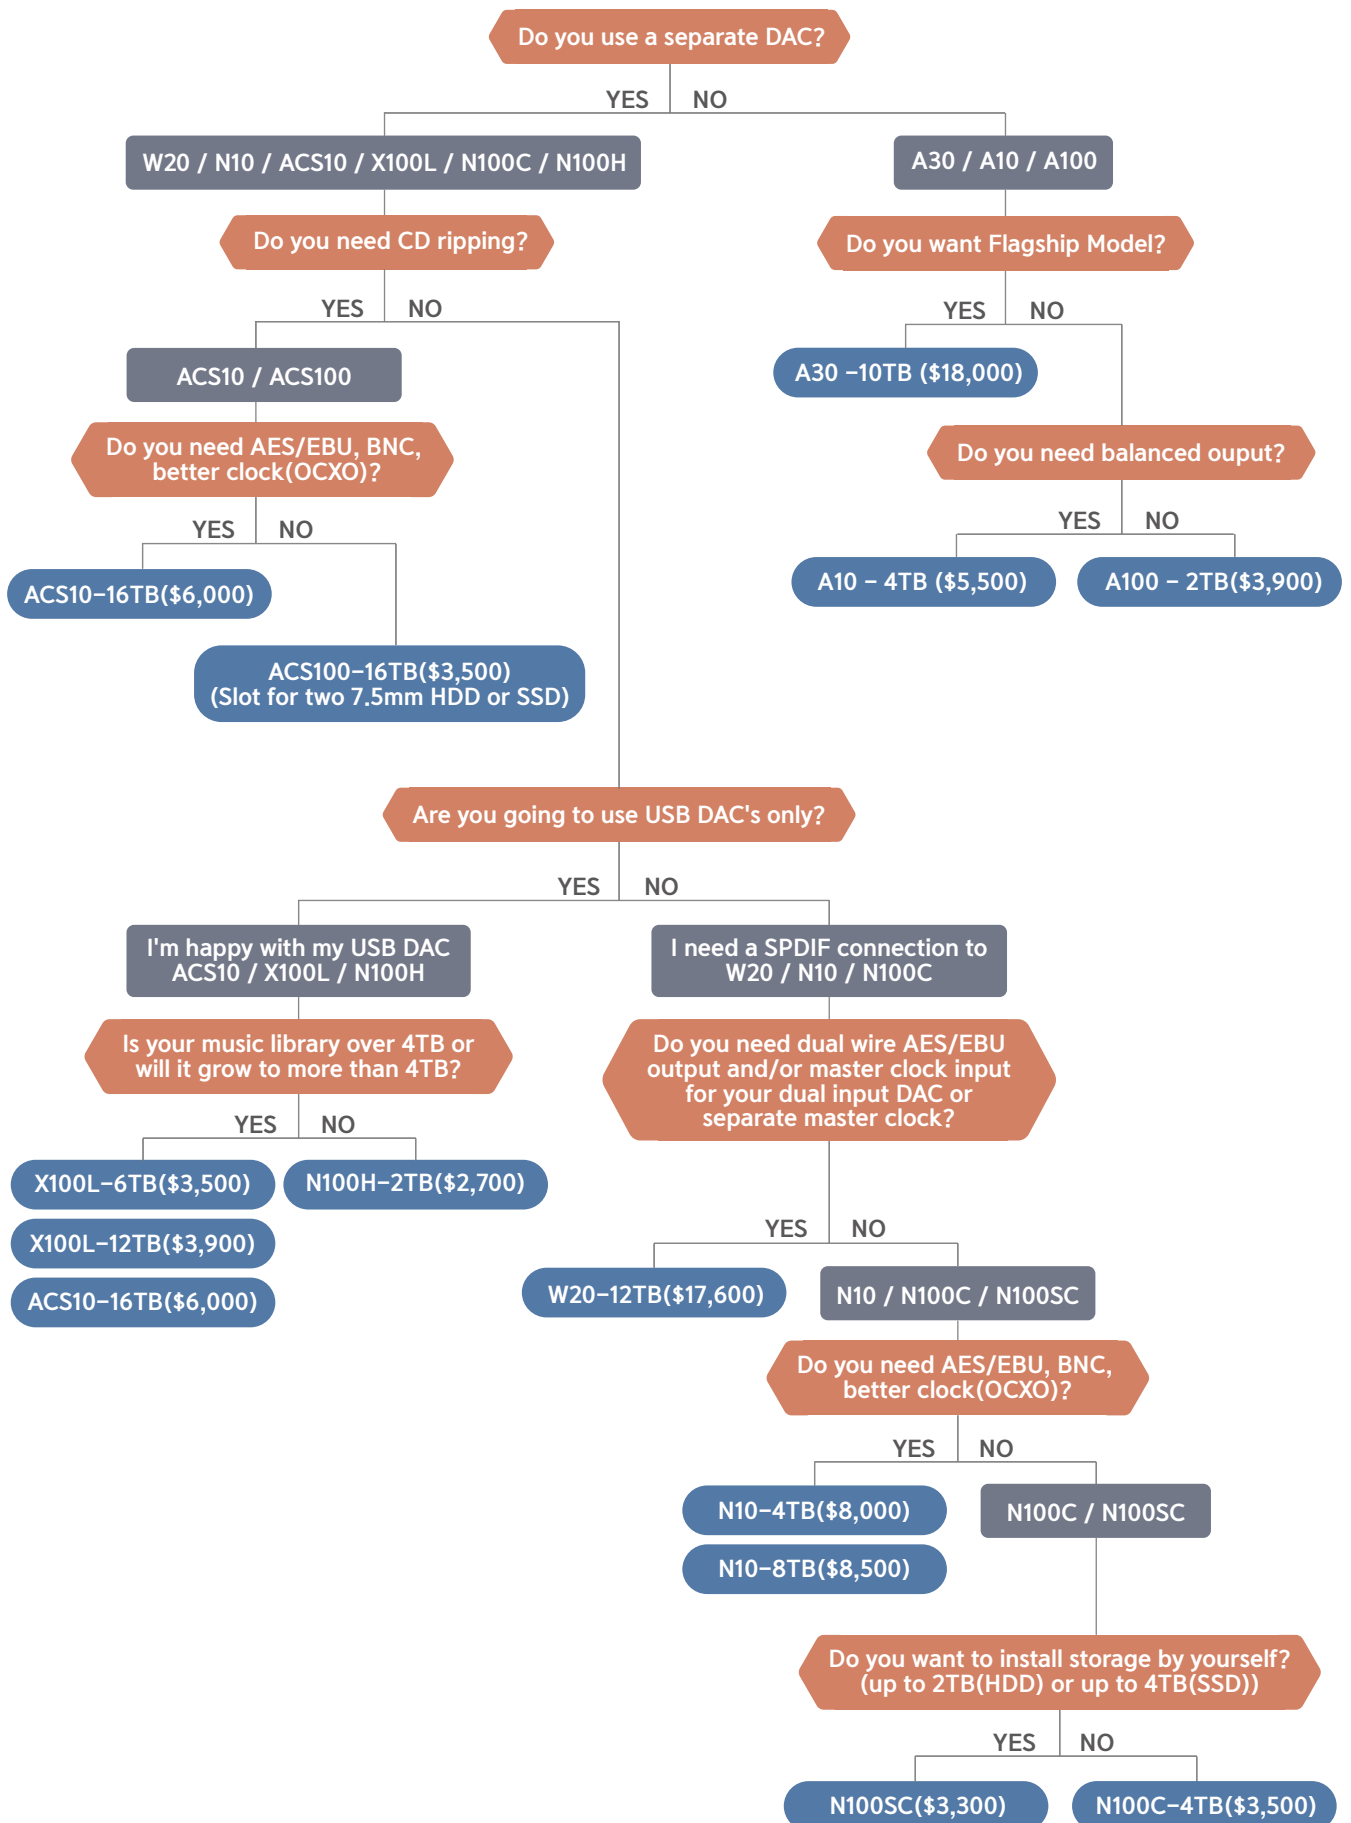 Do you use a separate DAC?
YES
NO
W20 / N10 / ACS10 / X100L / N100C / N100H
A30 / A10 / A100
Do you need CD ripping?
Do you want Flagship Model?
YES
NO
YES
NO
ACS10 / ACS100
A30 -10TB ($18,000)
Do you need AES/EBU, BNC,
better clock(OCXO)?
Do you need balanced ouput?
YES
NO
YES
NO
ACS10-16TB($6,000)
A10 - 4TB ($5,500)
A100 - 2TB($3,900)
ACS100-16TB($3,500)
(Slot for two 7.5mm HDD or SSD)
Are you going to use USB DAC's only?
YES
NO
I'm happy with my USB DAC
ACS10 / X100L / N100H
I need a SPDIF connection to
W20 / N10 / N100C
Is your music library over 4TB or
will it grow to more than 4TB?
Do you need dual wire AES/EBU
output and/or master clock input
for your dual input DAC or
separate master clock?
YES
NO
X100L-6TB($3,500)
N100H-2TB($2,700)
X100L-12TB($3,900)
ACS10-16TB($6,000)
YES
NO
W20-12TB($17,600)
N10 / N100C / N100SC
Do you need AES/EBU, BNC,
better clock(OCXO)?
YES
NO
N10-4TB($8,000)
N100C / N100SC
N10-8TB($8,500)
Do you want to install storage by yourself?
(up to 2TB(HDD) or up to 4TB(SSD))
YES
NO
N100SC($3,300)
N100C-4TB($3,500)